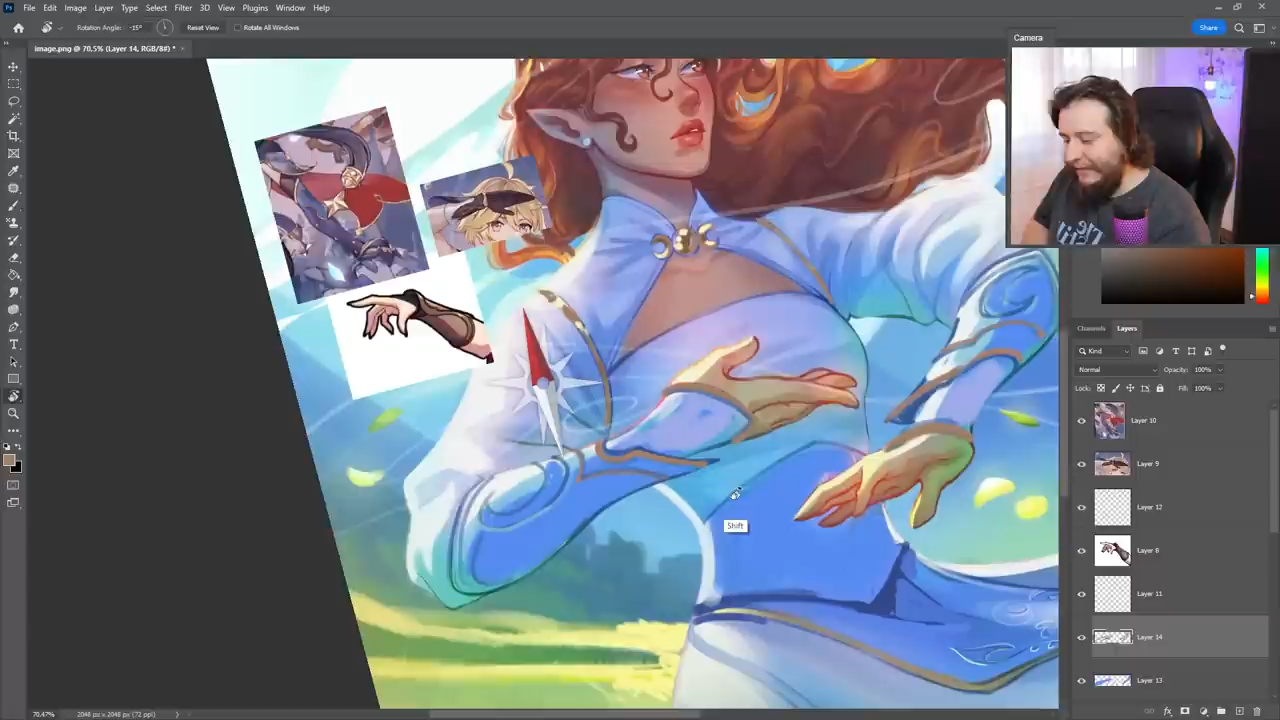 File Edit Image Layer Type Select Filter 3D View Plugins Window Help
Rotation Angle: -15° Reset View Rotate All Windows Share
image.png @ 70,5% (Layer 14, RGB/8#) * ×
Camera
Channels Layers
Kind
Normal Opacity: 100%
Lock: Fill: 100%
Layer 10
Layer 9
Layer 12
Shift
Layer 8
Layer 11
Layer 14
Layer 13
70.47% 2048 px x 2048 px (72 ppi)